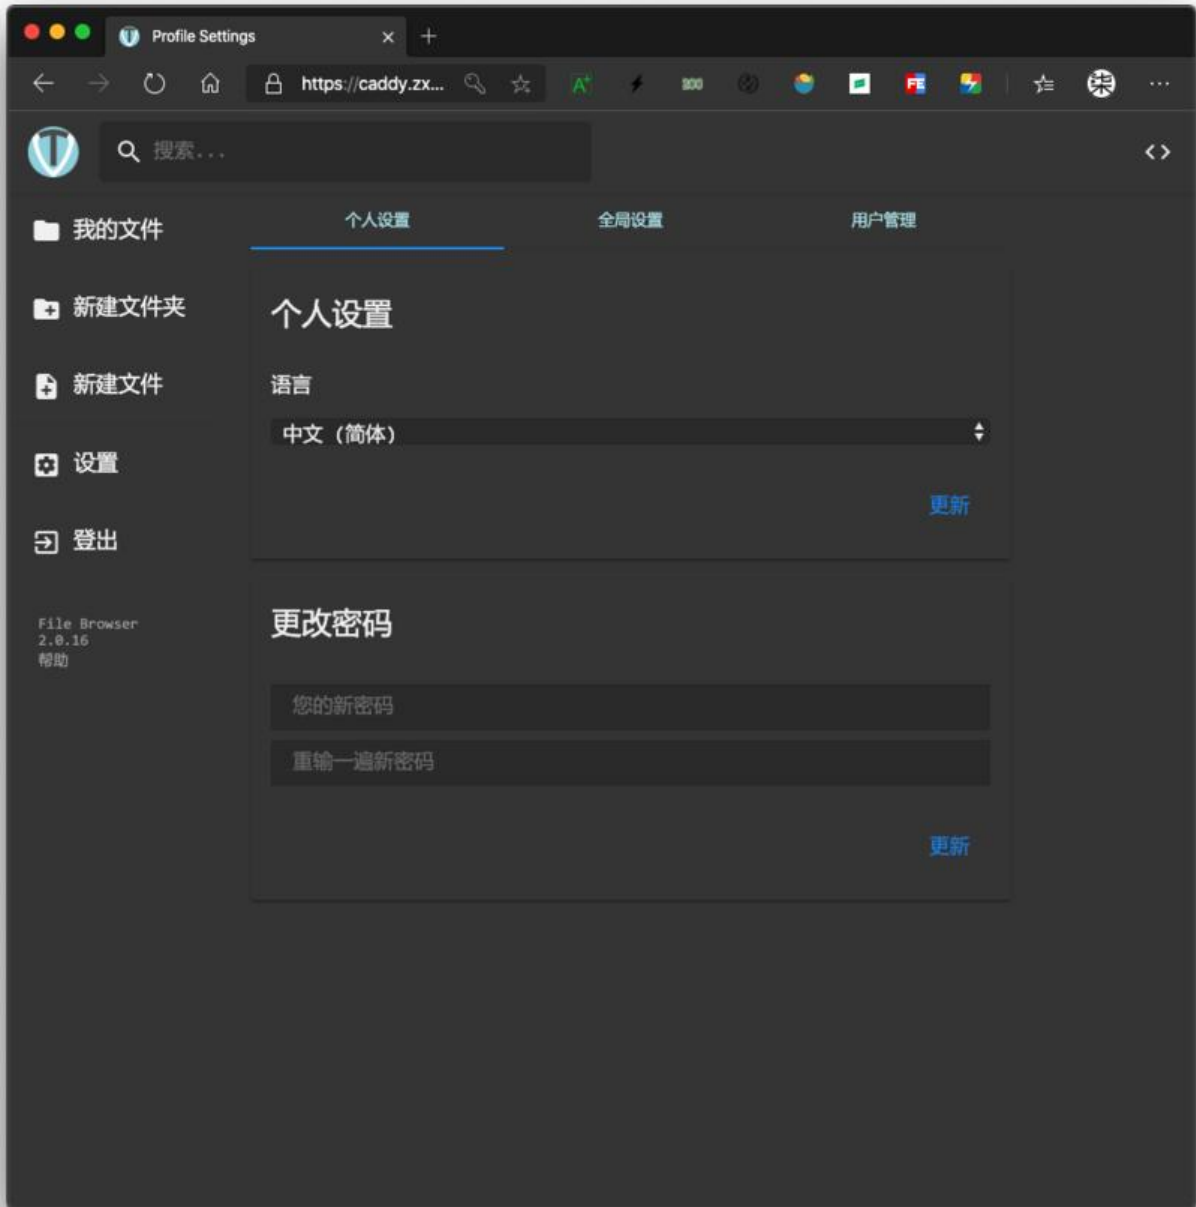 Profile Settings
https://caddy.zx...
搜索...
我的文件
新建文件夹
新建文件
设置
登出
File Browser
2.0.16
帮助
个人设置
全局设置
用户管理
个人设置
语言
中文 (简体)
更新
更改密码
您的新密码
重输一遍新密码
更新